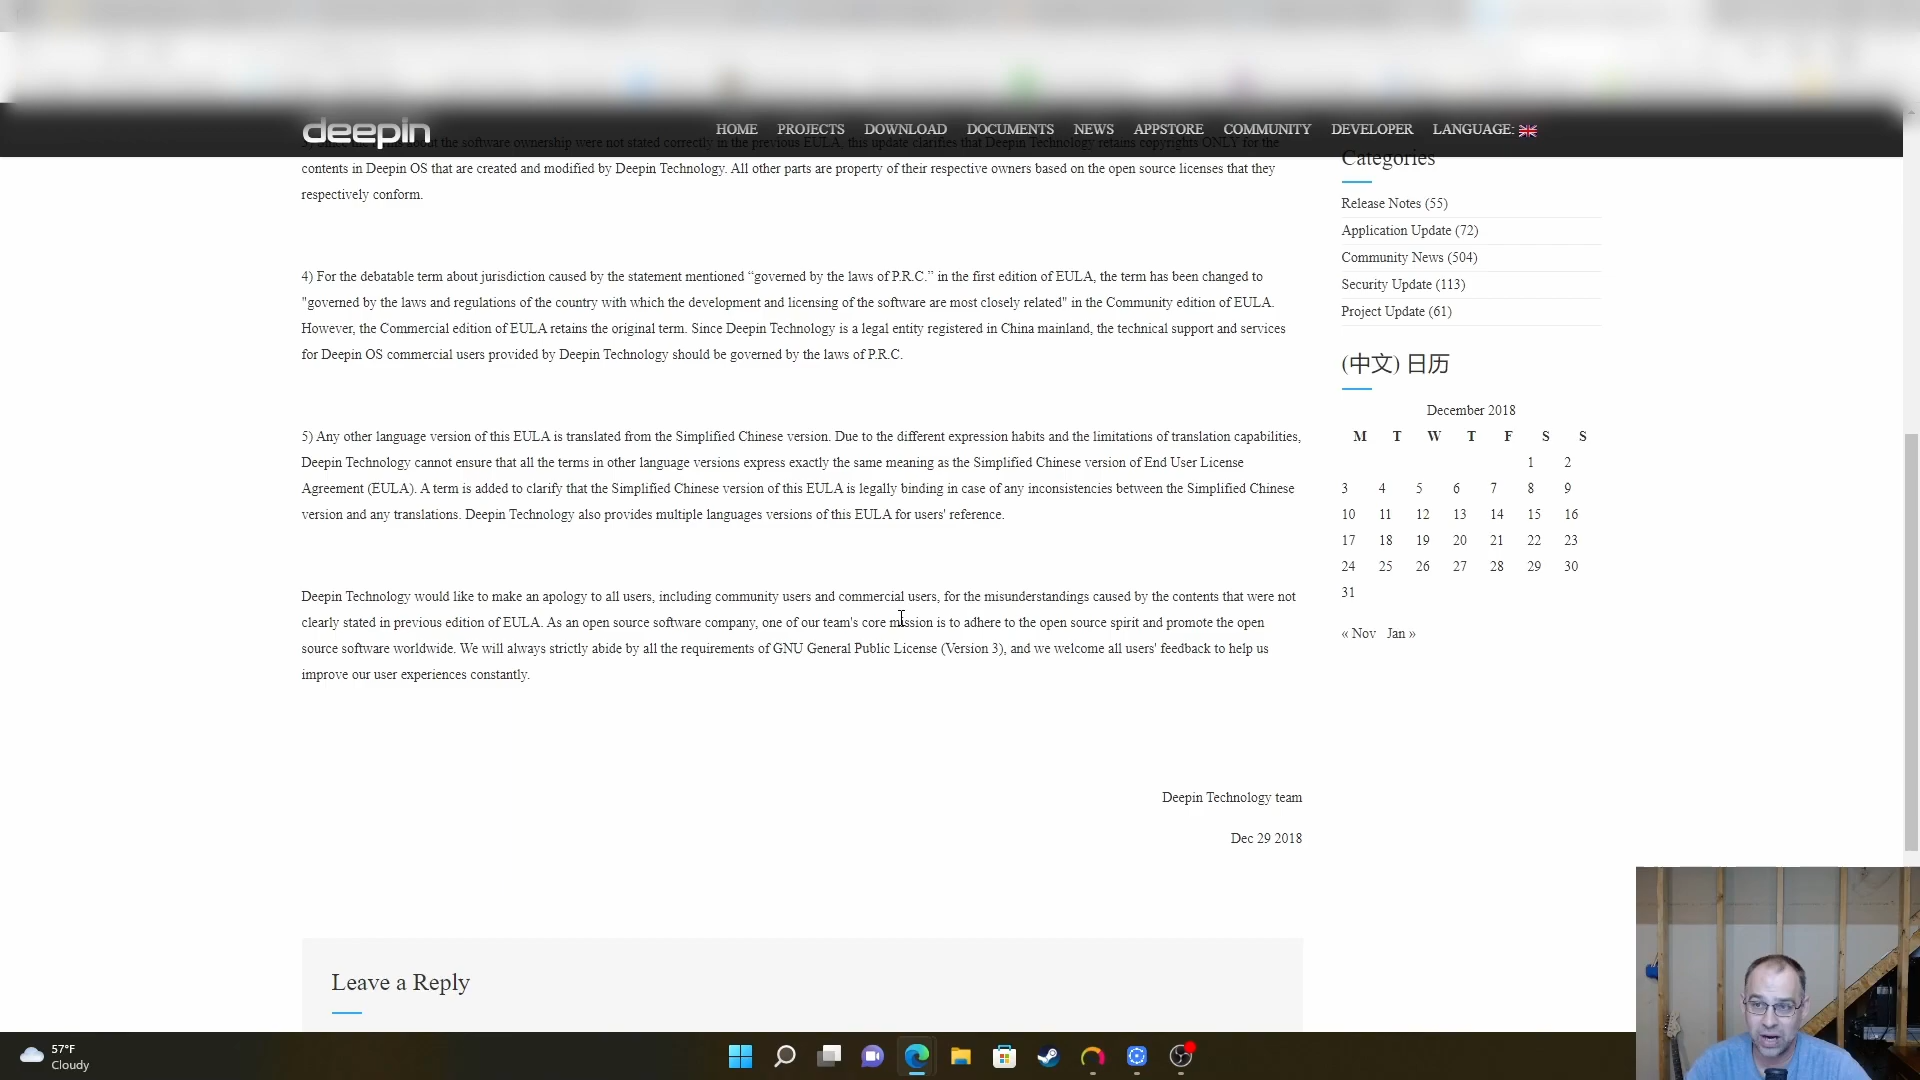 deepin
HOME PROJECTS DOWNLOAD DOCUMENTS NEWS APPSTORE COMMUNITY DEVELOPER LANGUAGE:
about the software ownership were not stated correctly in the previous EULA, this update clarifies that Deepin Technology retains copyrights ONLY for the
contents in Deepin OS that are created and modified by Deepin Technology. All other parts are property of their respective owners based on the open source licenses that they
respectively conform.
4) For the debatable term about jurisdiction caused by the statement mentioned “governed by the laws of P.R.C.” in the first edition of EULA, the term has been changed to
"governed by the laws and regulations of the country with which the development and licensing of the software are most closely related" in the Community edition of EULA.
However, the Commercial edition of EULA retains the original term. Since Deepin Technology is a legal entity registered in China mainland, the technical support and services
for Deepin OS commercial users provided by Deepin Technology should be governed by the laws of P.R.C.
5) Any other language version of this EULA is translated from the Simplified Chinese version. Due to the different expression habits and the limitations of translation capabilities,
Deepin Technology cannot ensure that all the terms in other language versions express exactly the same meaning as the Simplified Chinese version of End User License
Agreement (EULA). A term is added to clarify that the Simplified Chinese version of this EULA is legally binding in case of any inconsistencies between the Simplified Chinese
version and any translations. Deepin Technology also provides multiple languages versions of this EULA for users' reference.
Deepin Technology would like to make an apology to all users, including community users and commercial users, for the misunderstandings caused by the contents that were not
clearly stated in previous edition of EULA. As an open source software company, one of our team's core mission is to adhere to the open source spirit and promote the open
source software worldwide. We will always strictly abide by all the requirements of GNU General Public License (Version 3), and we welcome all users' feedback to help us
improve our user experiences constantly.
Deepin Technology team
Dec 29 2018
Leave a Reply
Categories
Release Notes (55)
Application Update (72)
Community News (504)
Security Update (113)
Project Update (61)
(中文) 日历
December 2018
M T W T F S S
1 2
3 4 5 6 7 8 9
10 11 12 13 14 15 16
17 18 19 20 21 22 23
24 25 26 27 28 29 30
31
« Nov Jan »
57°F
Cloudy